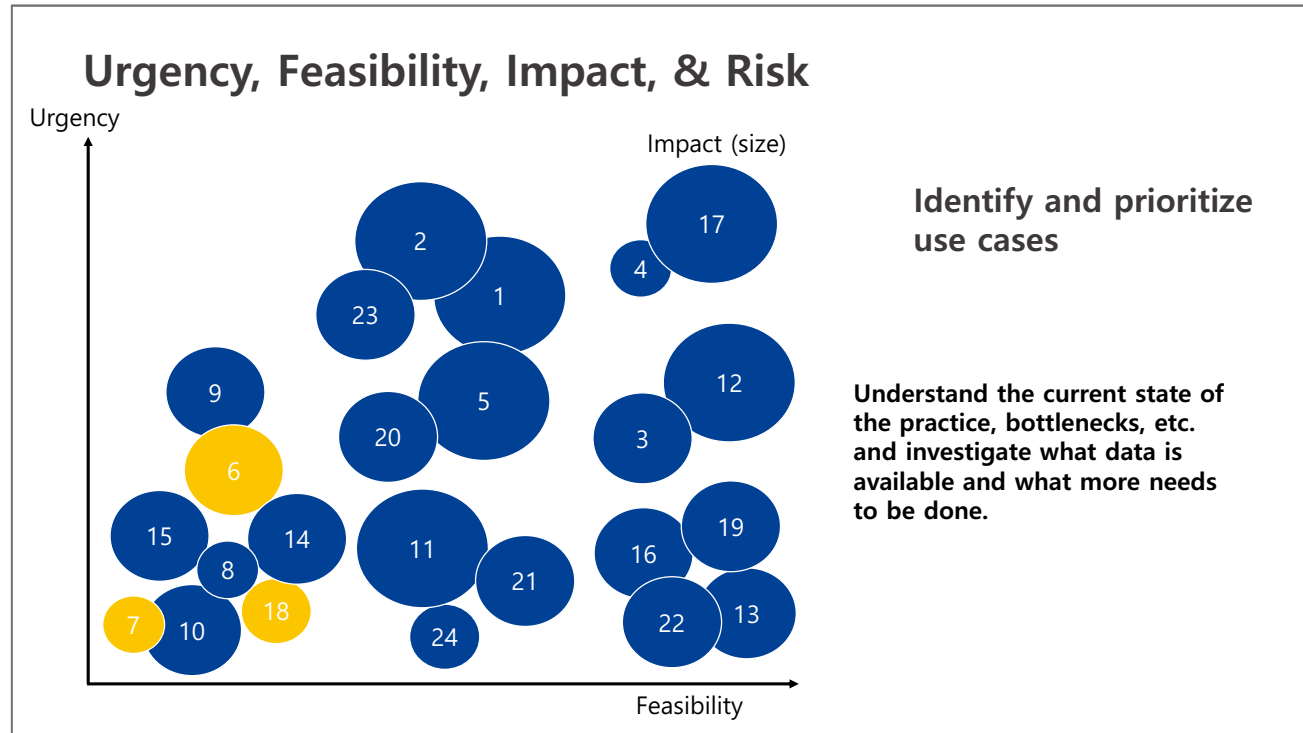 Urgency, Feasibility, Impact, & Risk
Urgency
Impact (size)
17
2
4
1
23
12
9
5
20
3
6
19
15
14
11
16
8
21
18
13
22
7
10
24
Feasibility
Identify and prioritize
use cases
Understand the current state of
the practice, bottlenecks, etc.
and investigate what data is
available and what more needs
to be done.